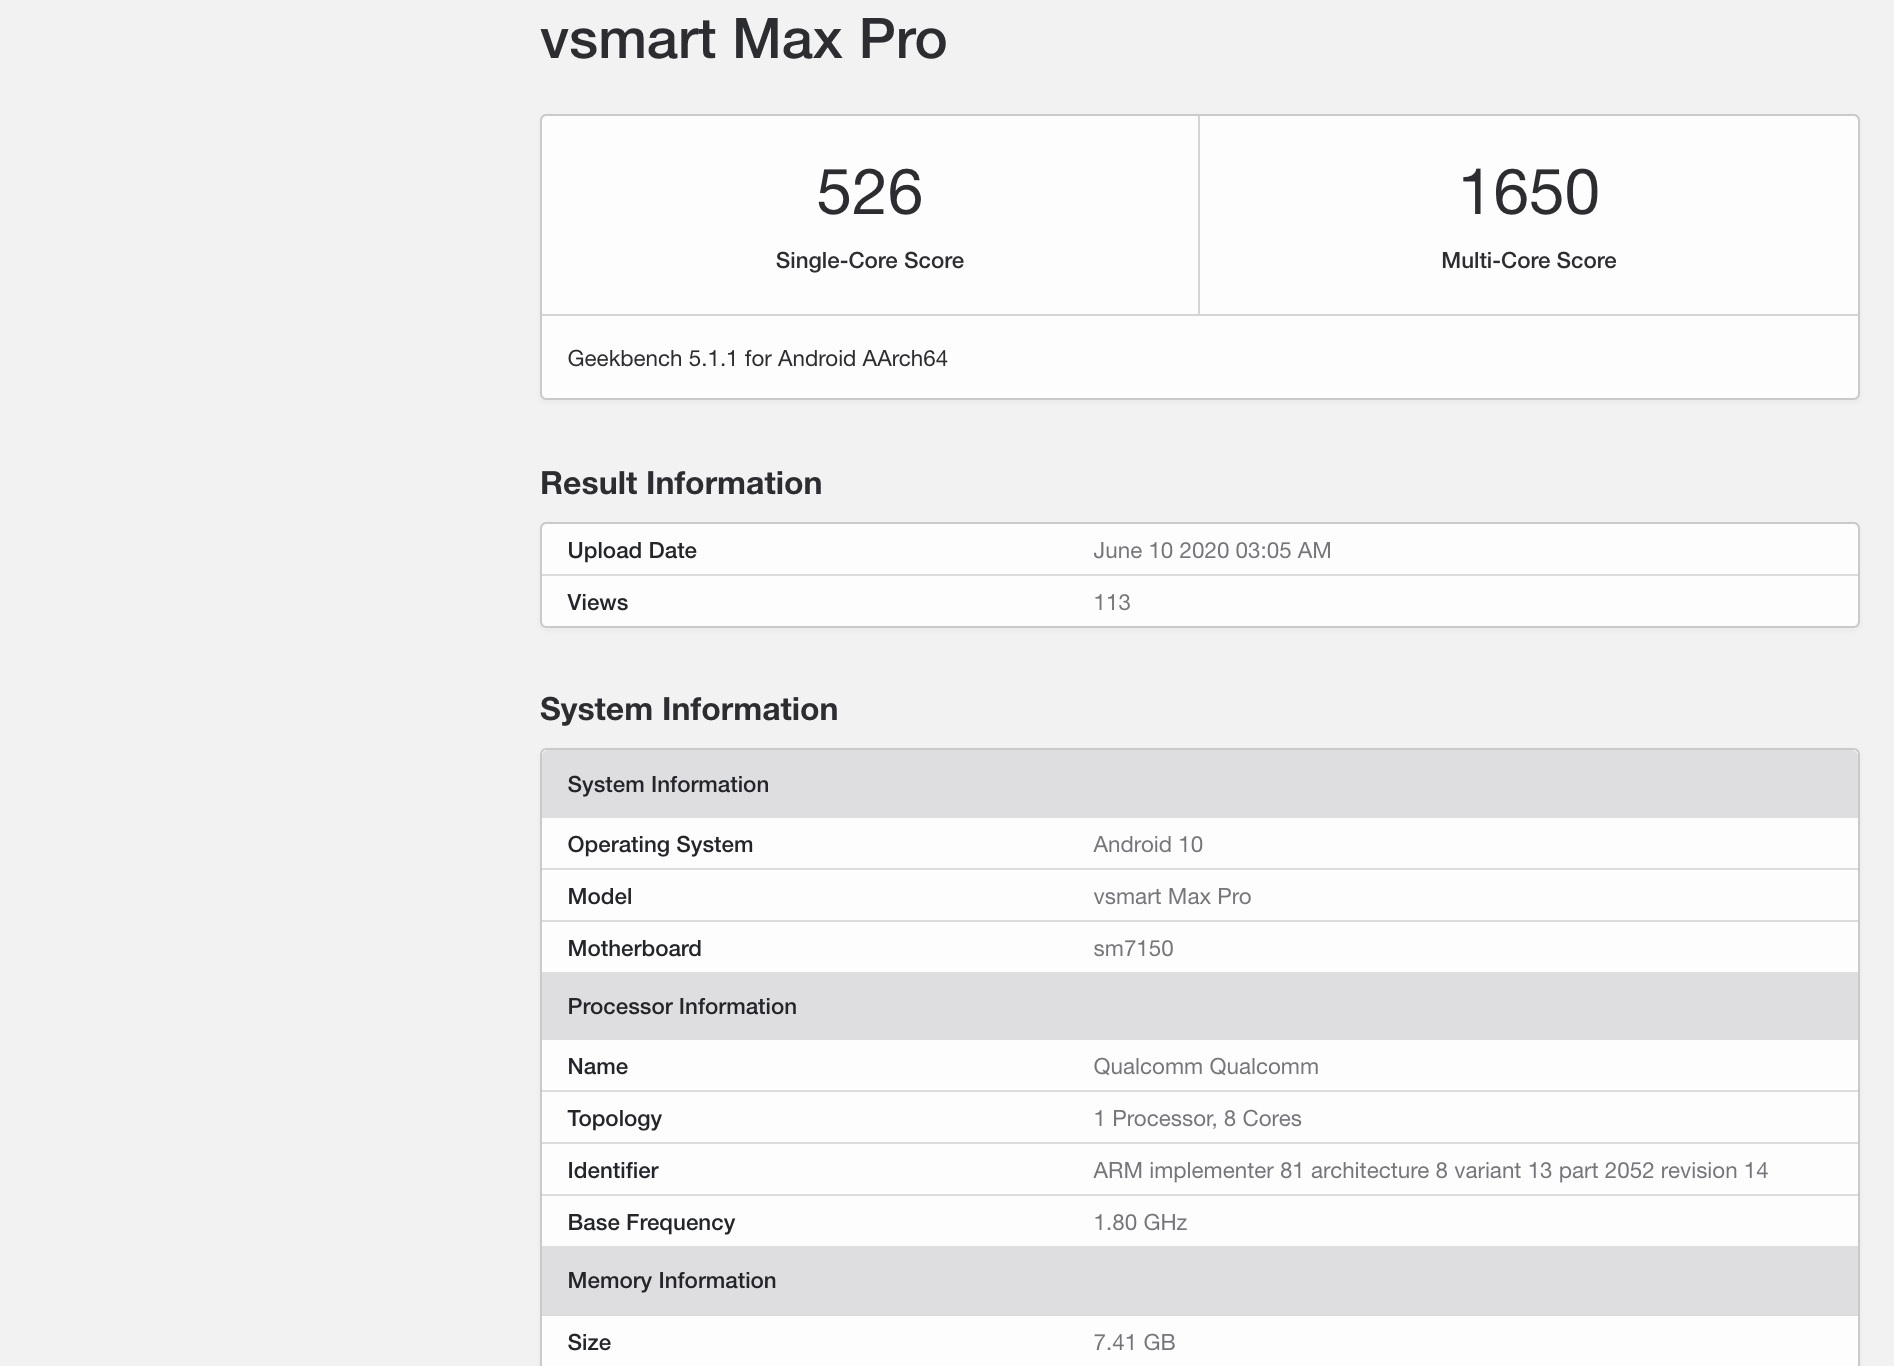 vsmart Max Pro
526
Single-Core Score
1650
Multi-Core Score
Geekbench 5.1.1 for Android AArch64
Result Information
Upload Date June 10 2020 03:05 AM
Views 113
System Information
System Information
Operating System Android 10
Model vsmart Max Pro
Motherboard sm7150
Processor Information
Name Qualcomm Qualcomm
Topology 1 Processor, 8 Cores
Identifier ARM implementer 81 architecture 8 variant 13 part 2052 revision 14
Base Frequency 1.80 GHz
Memory Information
Size 7.41 GB